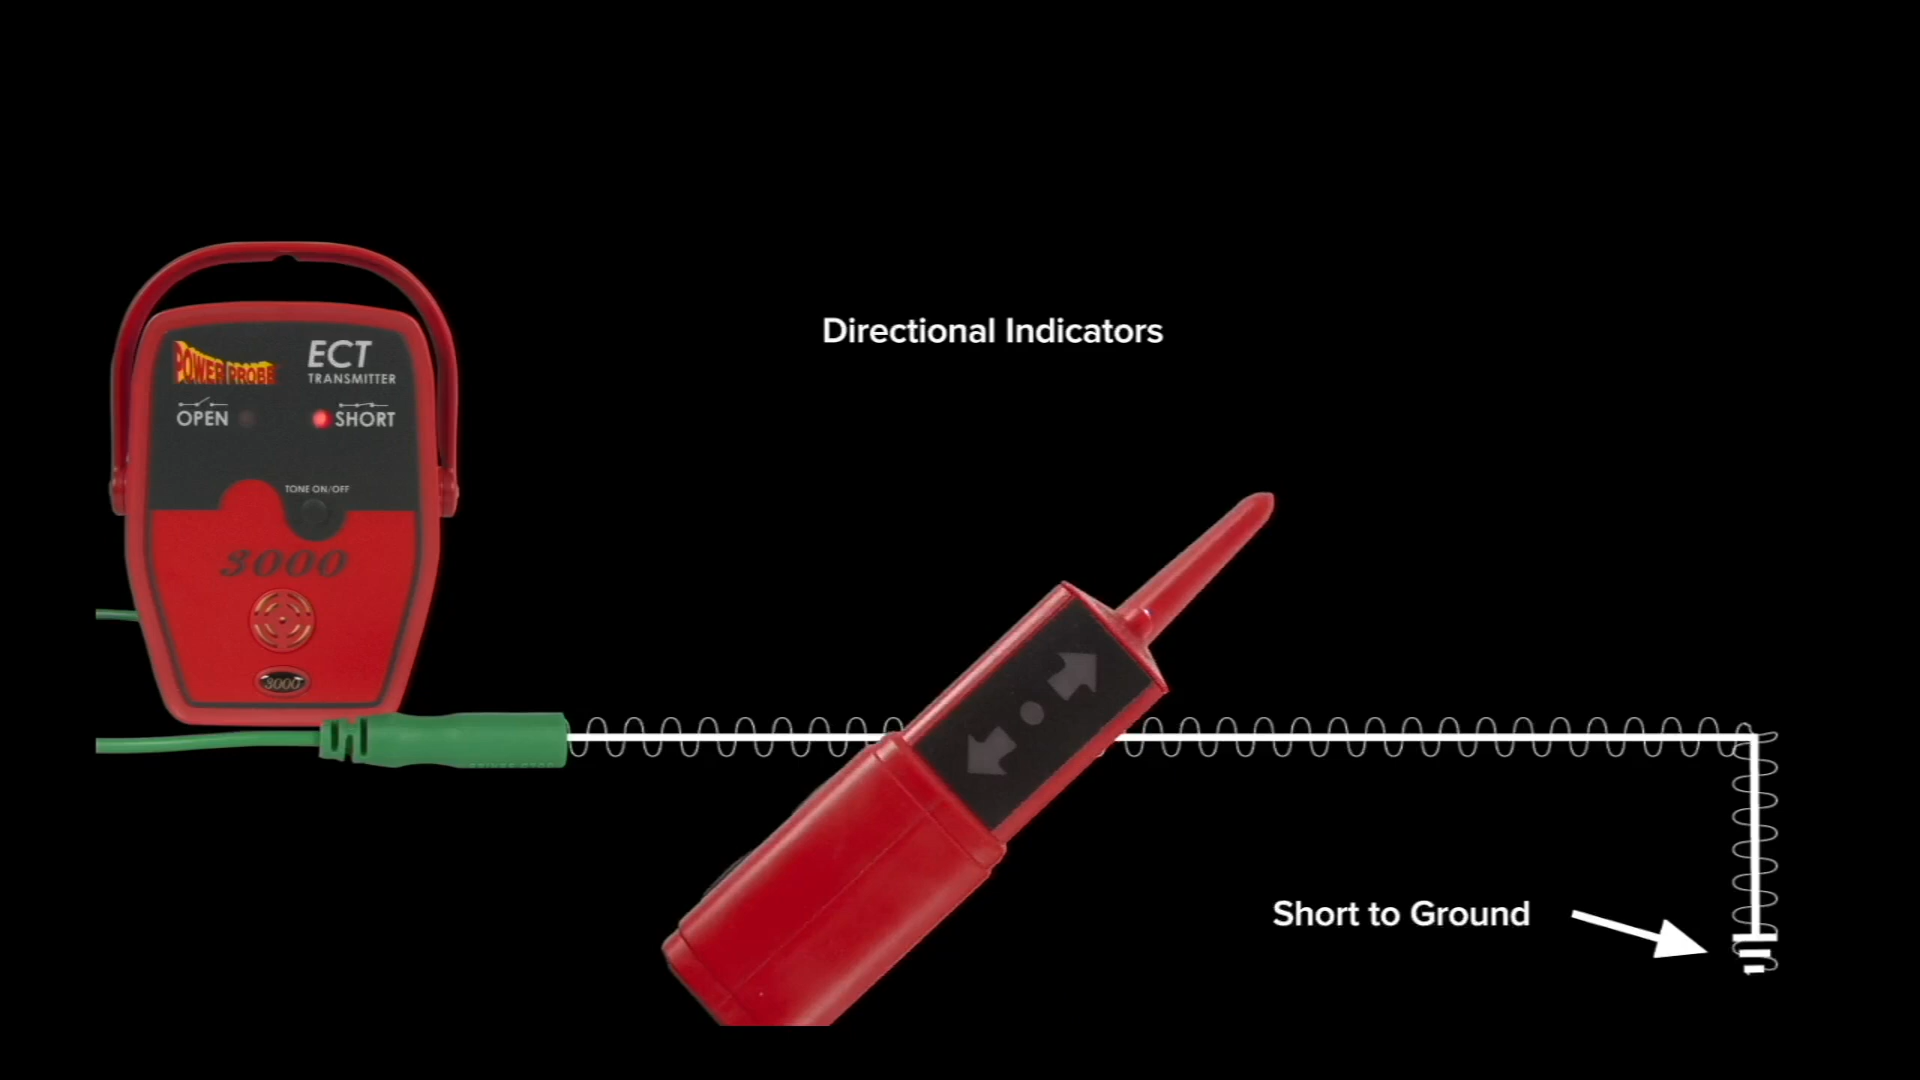 Directional Indicators
POWER PROBE
ECT
TRANSMITTER
OPEN
SHORT
TONE ON/OFF
3000
3000
Short to Ground